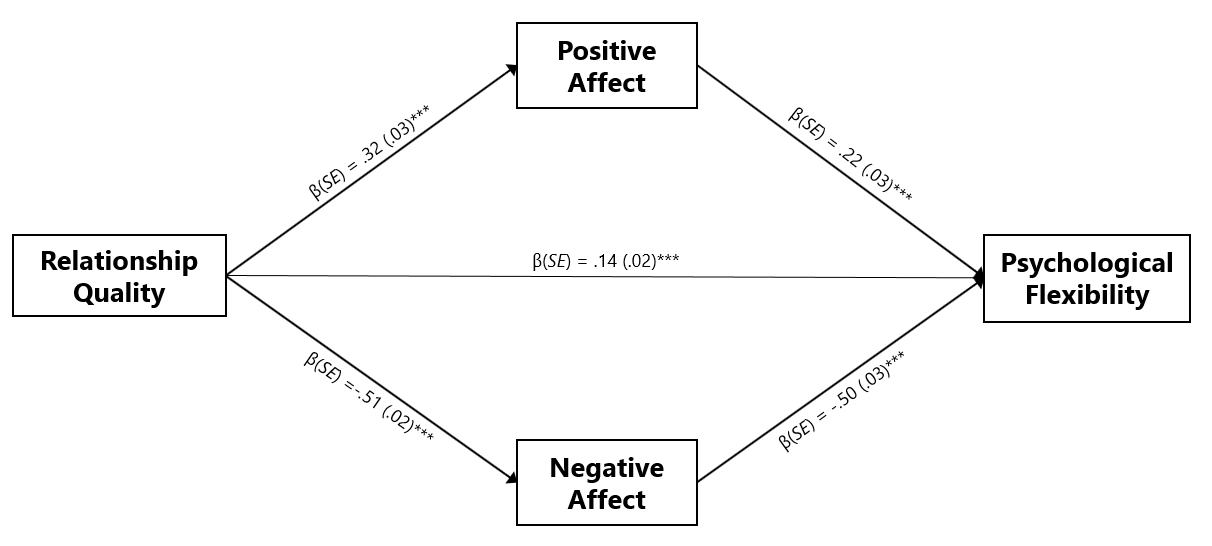 Positive
Affect
β(SE) = .32 (.03)***
β(SE) = .22 (.03)***
Relationship
Quality
β(SE) = .14 (.02)***
Psychological
Flexibility
β(SE) =-.51 (.02)***
β(SE) = -.50 (.03)***
Negative
Affect